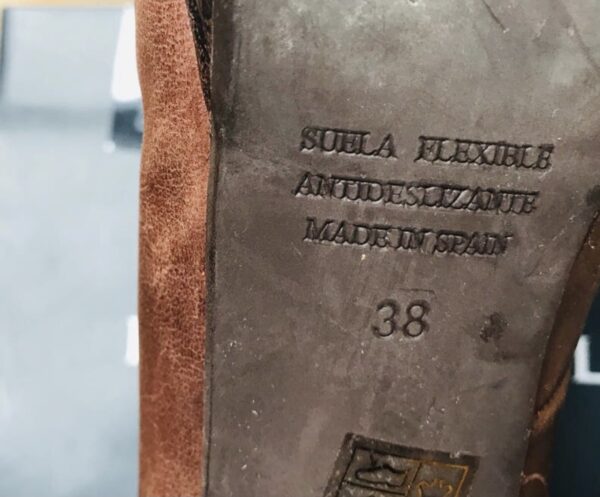 SUELA FLEXIBLE
ANTIDESLIZANTE
MADE IN SPAIN
38